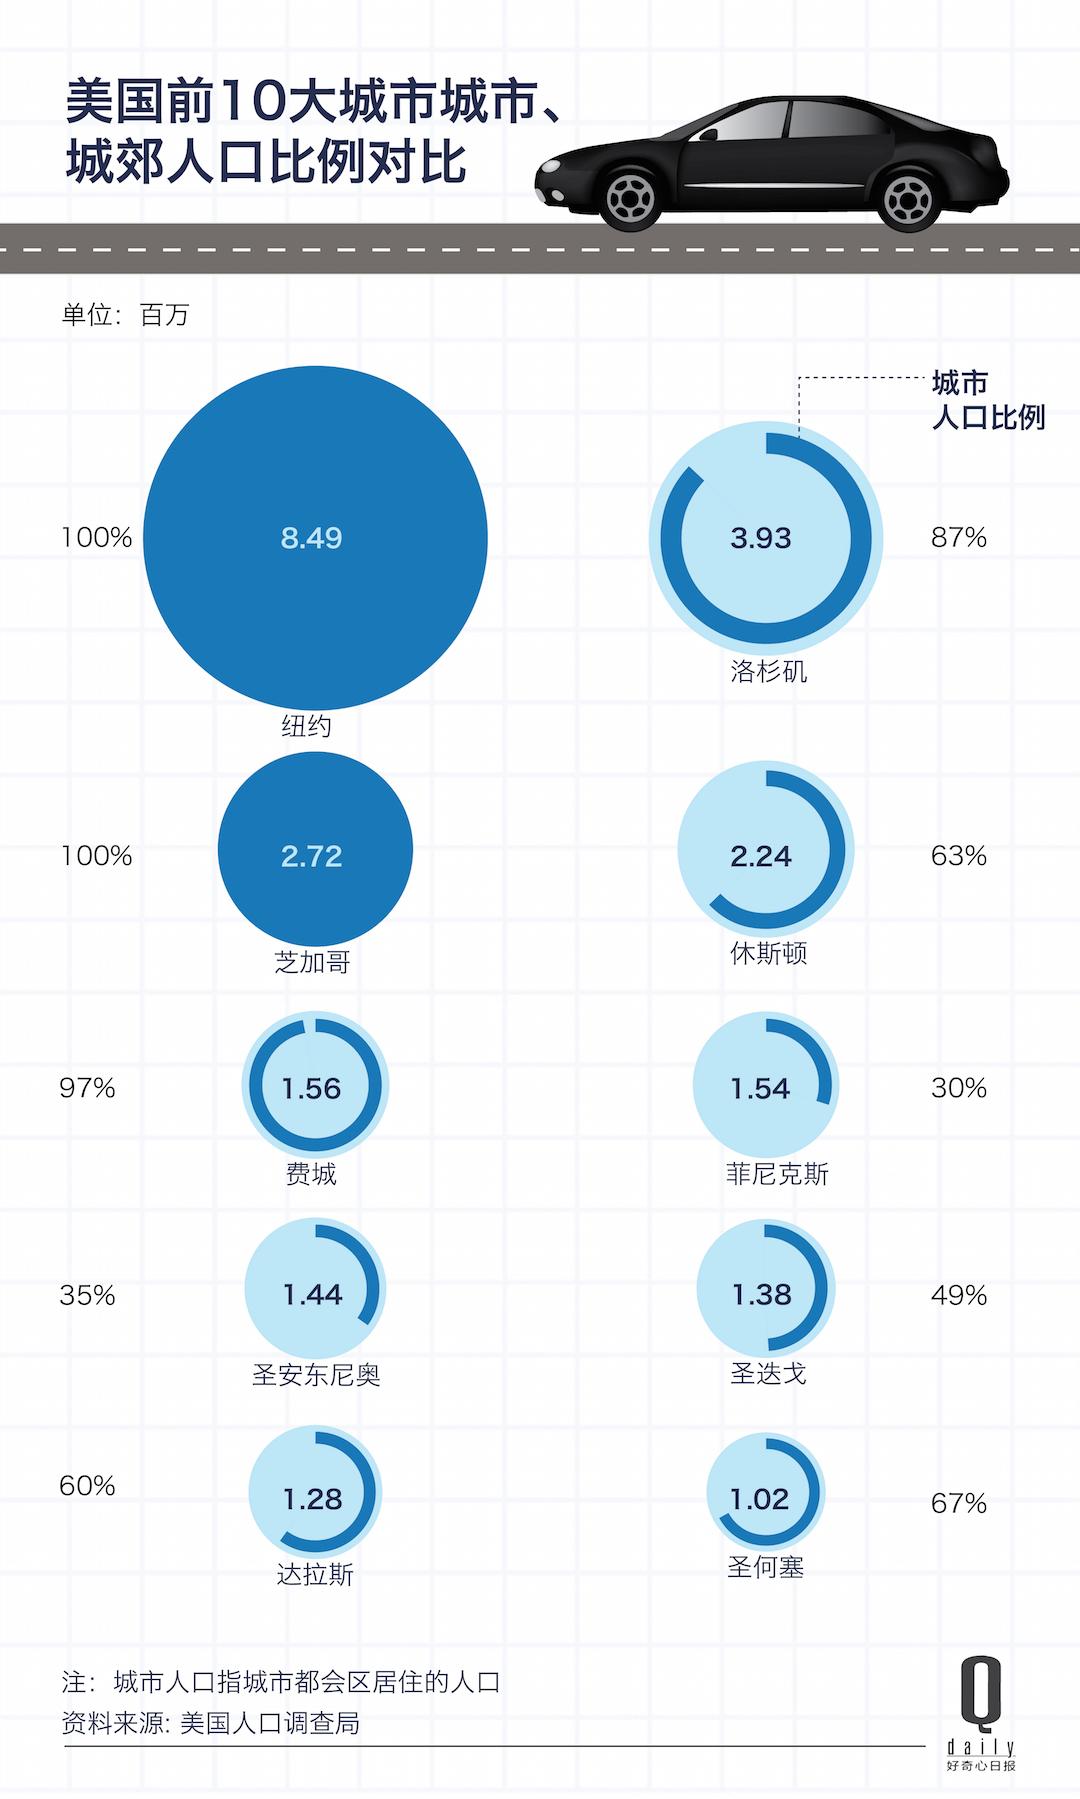 美国前10大城市城市、
城郊人口比例对比
单位：百万
城市
人口比例
100%
8.49
纽约
3.93
87%
洛杉矶
100%
2.72
芝加哥
2.24
63%
休斯顿
97%
1.56
费城
1.54
30%
菲尼克斯
35%
1.44
圣安东尼奥
1.38
49%
圣迭戈
60%
1.28
达拉斯
1.02
67%
圣何塞
注：城市人口指城市都会区居住的人口
资料来源: 美国人口调查局
Q
daily
好奇心日报